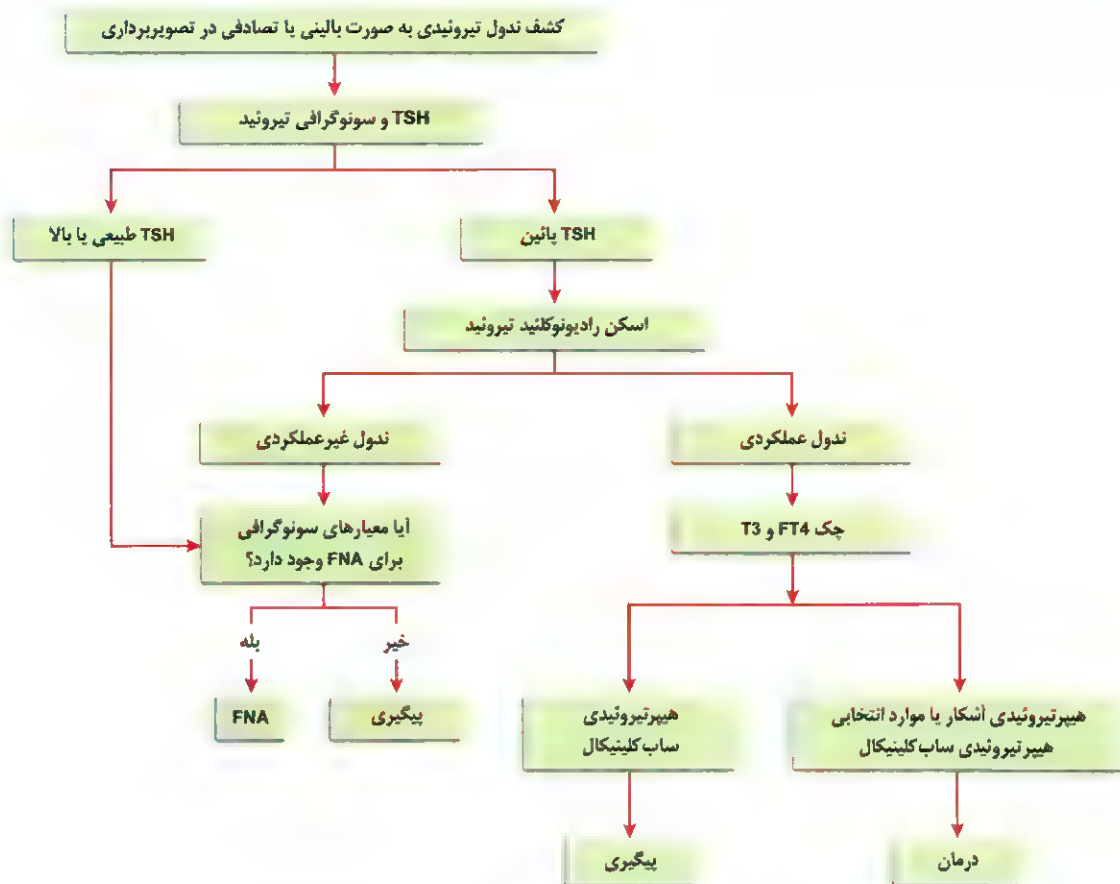 کشف ندول تیروئیدی به صورت بالینی یا تصادفی در تصویربرداری
TSH و سونوگرافی تیروئید
TSH پائین
TSH طبیعی یا بالا
اسکن رادیونوکلئید تیروئید
ندول عملکردی
ندول غیرعملکردی
چک FT4 و T3
آیا معیارهای سونوگرافی
برای FNA وجود دارد؟
خیر
بله
پیگیری
FNA
هیپرتیروئیدی آشکار یا موارد انتخابی
هیپرتیروئیدی ساب‌کلینیکال
هیپرتیروئیدی
ساب‌کلینیکال
درمان
پیگیری